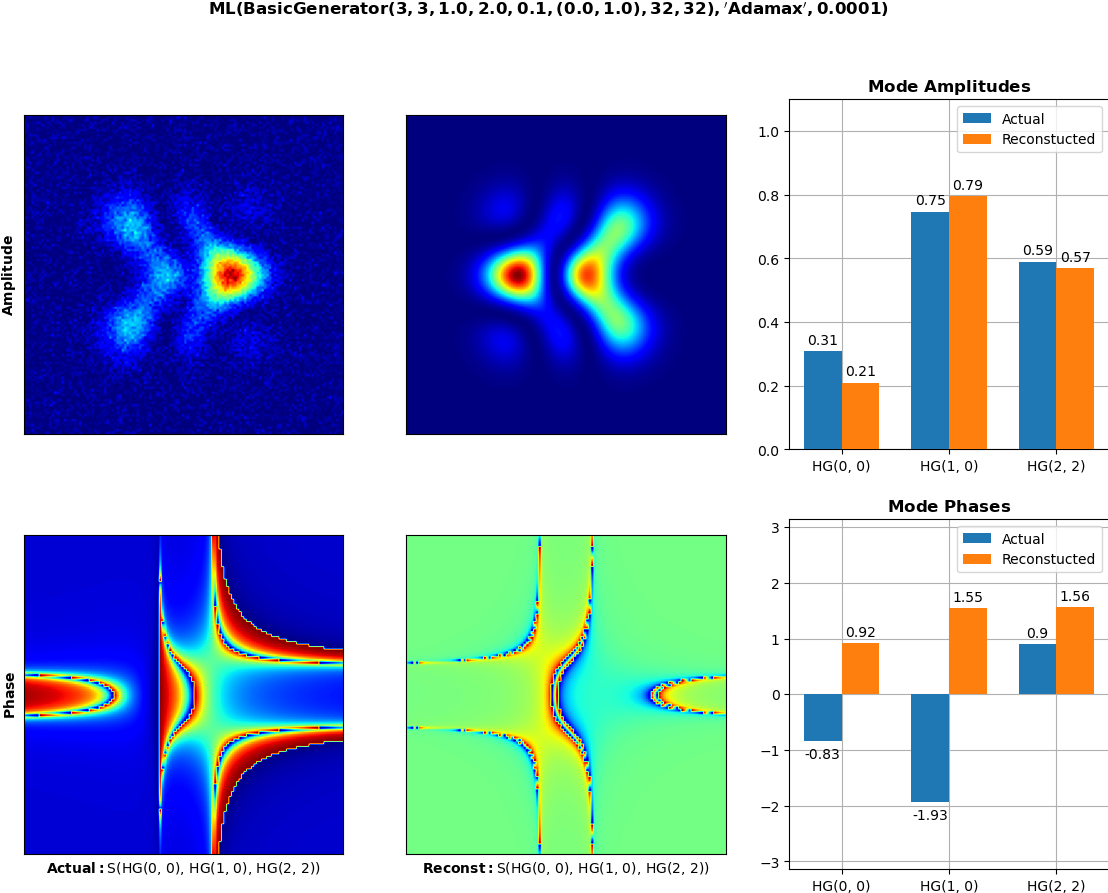 ML(BasicGenerator(3, 3, 1.0, 2.0, 0.1, (0.0, 1.0), 32, 32), 'Adamax', 0.0001)
Amplitude
Mode Amplitudes
Actual
Reconstucted
1.0
0.8
0.6
0.4
0.2
0.0
0.31
0.21
0.75
0.79
0.59
0.57
HG(0, 0)
HG(1, 0)
HG(2, 2)
Phase
Actual: S(HG(0, 0), HG(1, 0), HG(2, 2))
Reconst: S(HG(0, 0), HG(1, 0), HG(2, 2))
Mode Phases
Actual
Reconstucted
3
2
1
0
−1
−2
−3
-0.83
0.92
-1.93
1.55
0.9
1.56
HG(0, 0)
HG(1, 0)
HG(2, 2)